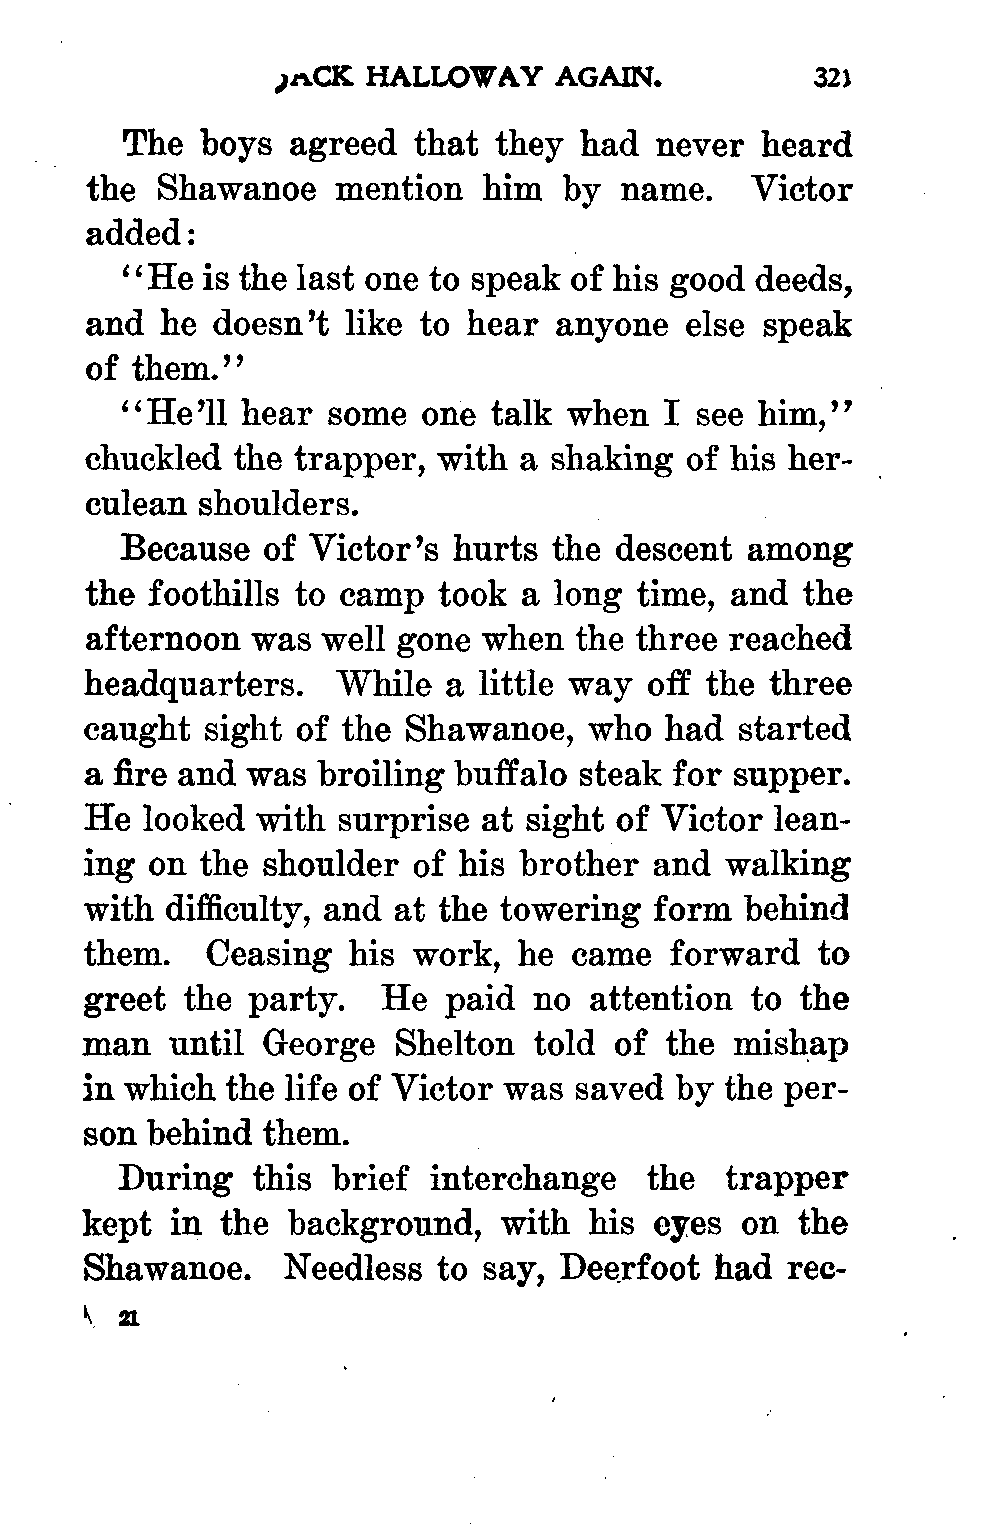 JACK HALLOWAY AGAIN. 321
The boys agreed that they had never heard
the Shawanoe mention him by name. Victor
added:
“He is the last one to speak of his good deeds,
and he doesn’t like to hear anyone else speak
of them.”
“He’ll hear some one talk when I see him,”
chuckled the trapper, with a shaking of his her-
culean shoulders.
Because of Victor’s hurts the descent among
the foothills to camp took a long time, and the
afternoon was well gone when the three reached
headquarters. While a little way off the three
caught sight of the Shawanoe, who had started
a fire and was broiling buffalo steak for supper.
He looked with surprise at sight of Victor lean-
ing on the shoulder of his brother and walking
with difficulty, and at the towering form behind
them. Ceasing his work, he came forward to
greet the party. He paid no attention to the
man until George Shelton told of the mishap
in which the life of Victor was saved by the per-
son behind them.
During this brief interchange the trapper
kept in the background, with his eyes on the
Shawanoe. Needless to say, Deerfoot had rec-
21